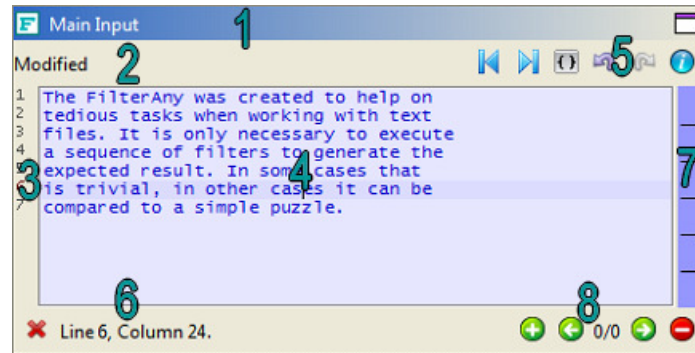 F Main Input 1
Modified 2 5
1 The FilterAny was created to help on
2 tedious tasks when working with text
3 files. It is only necessary to execute
4 a sequence of filters to generate the
expected result. In some cases that
is trivial, in other cases it can be
7 compared to a simple puzzle.
3 4 7
6 8
Line 6, Column 24. 0/0